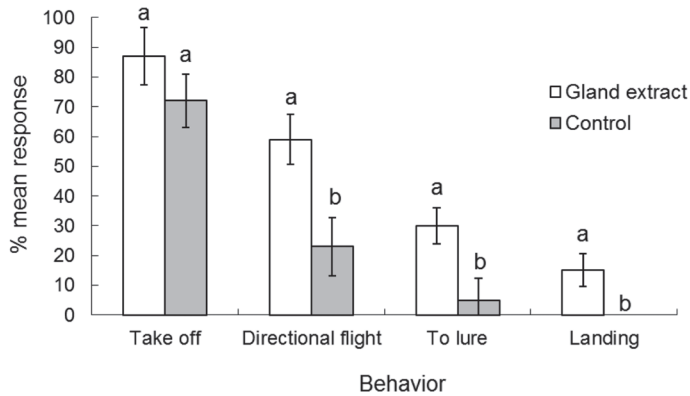 % mean response
100
90
80
70
60
50
40
30
20
10
0
a
a
a
b
a
b
a
b
Gland extract
Control
Take off
Directional flight
To lure
Landing
Behavior